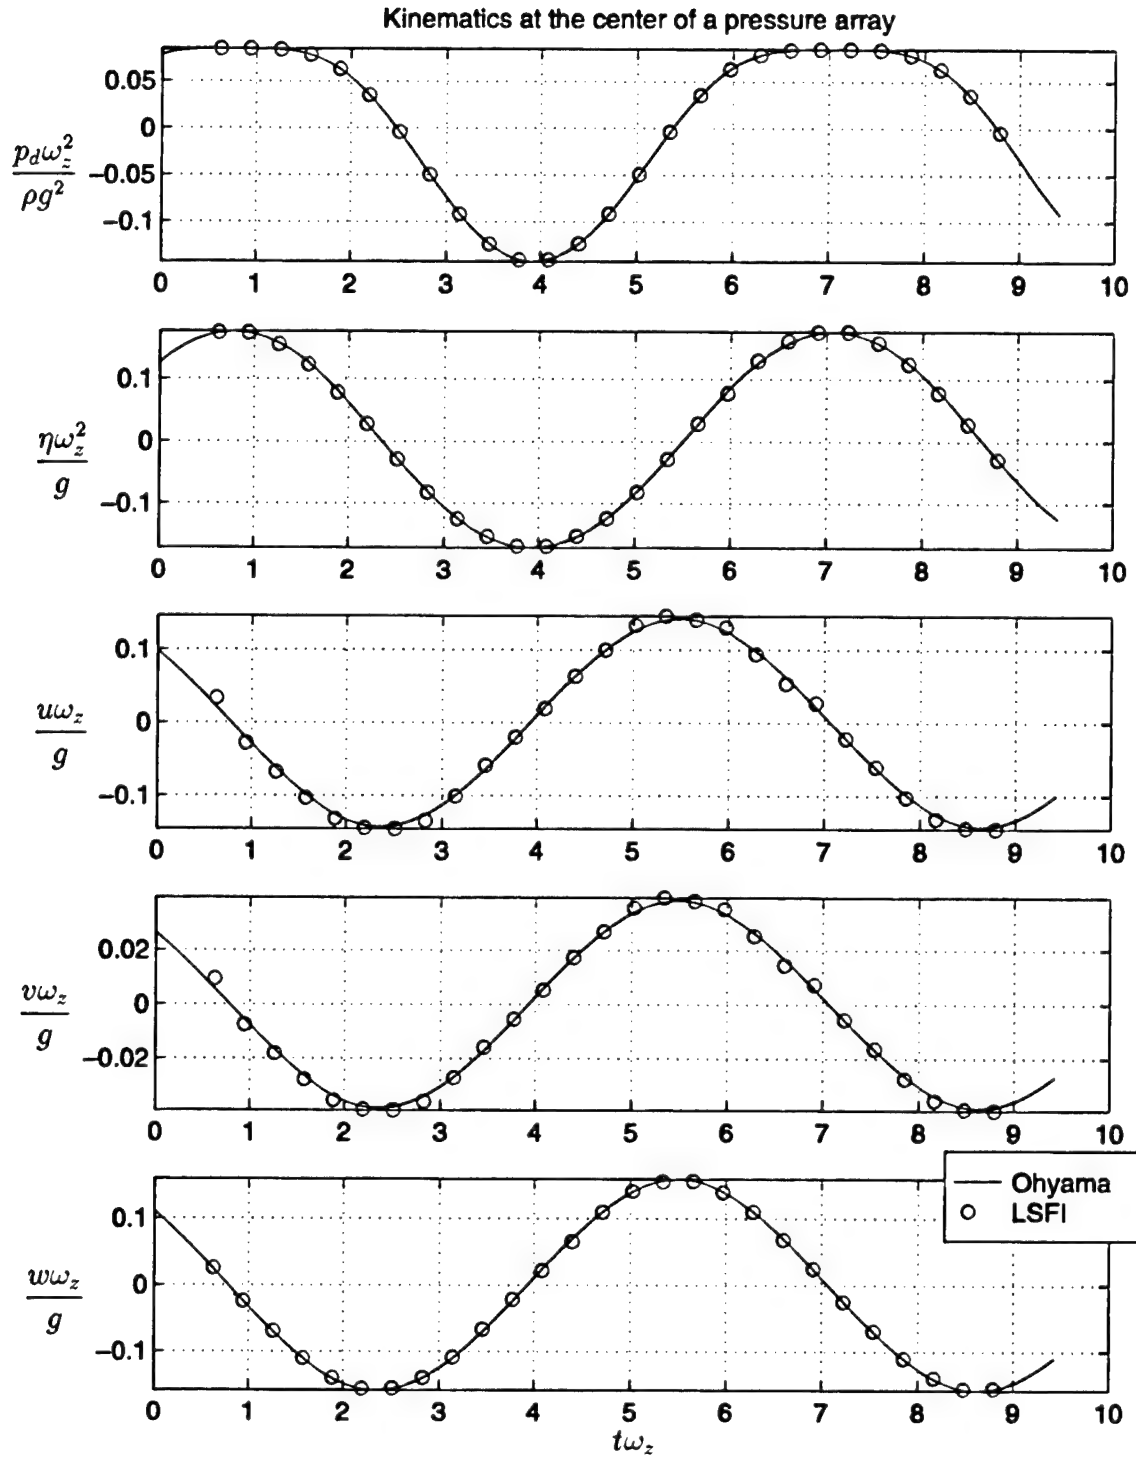 Kinematics at the center of a pressure array
0.05
0
−0.05
−0.1
p_dω_z^2
ρg^2
0 1 2 3 4 5 6 7 8 9 10
0.1
0
−0.1
ηω_z^2
g
0 1 2 3 4 5 6 7 8 9 10
0.1
0
−0.1
uω_z
g
0 1 2 3 4 5 6 7 8 9 10
0.02
0
−0.02
vω_z
g
0 1 2 3 4 5 6 7 8 9 10
Ohyama
LSFI
0.1
0
−0.1
wω_z
g
0 1 2 3 4 5 6 7 8 9 10
tω_z